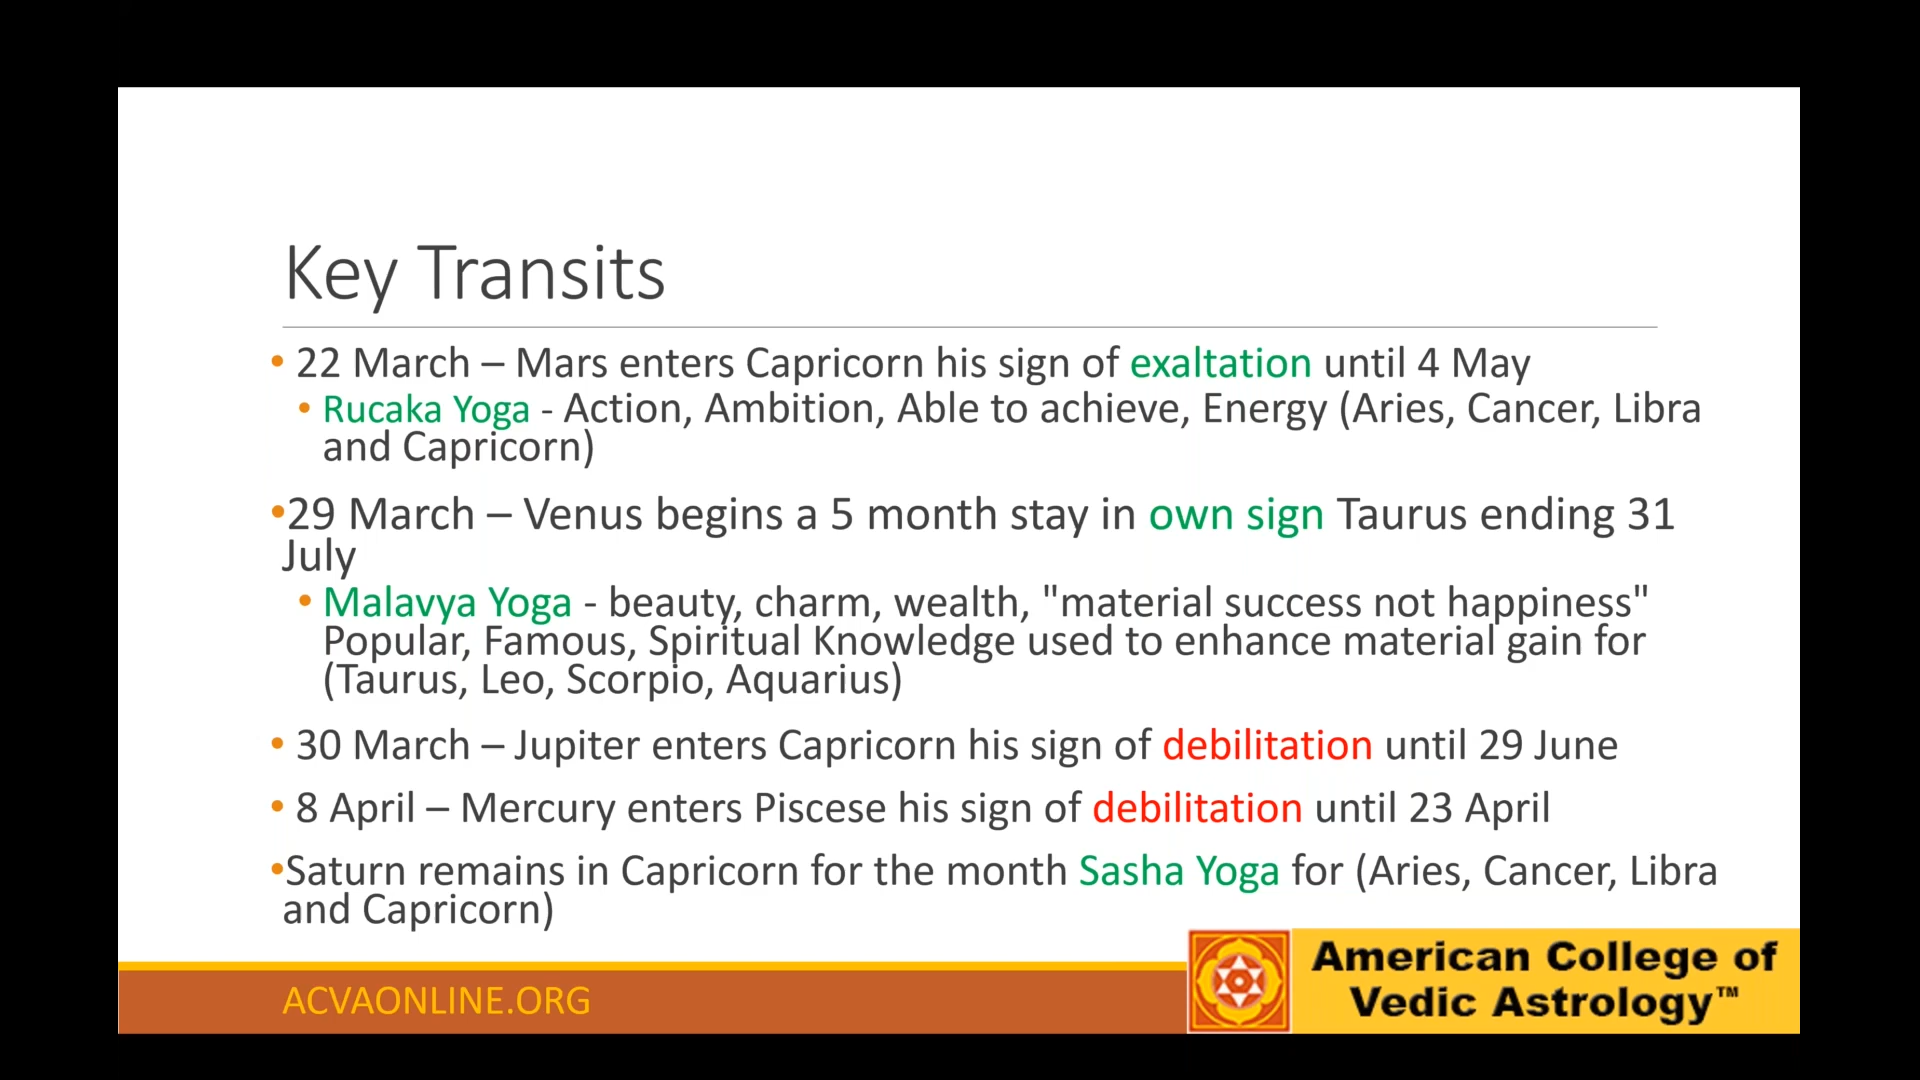 Key Transits
• 22 March – Mars enters Capricorn his sign of exaltation until 4 May
• Rucaka Yoga - Action, Ambition, Able to achieve, Energy (Aries, Cancer, Libra
and Capricorn)
•29 March – Venus begins a 5 month stay in own sign Taurus ending 31
July
• Malavya Yoga - beauty, charm, wealth, "material success not happiness"
Popular, Famous, Spiritual Knowledge used to enhance material gain for
(Taurus, Leo, Scorpio, Aquarius)
• 30 March – Jupiter enters Capricorn his sign of debilitation until 29 June
• 8 April – Mercury enters Piscese his sign of debilitation until 23 April
•Saturn remains in Capricorn for the month Sasha Yoga for (Aries, Cancer, Libra
and Capricorn)
ACVAONLINE.ORG
American College of
Vedic Astrology™